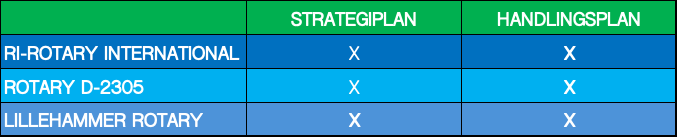 STRATEGIPLAN HANDLINGSPLAN
RI-ROTARY INTERNATIONAL X X
ROTARY D-2305 X X
LILLEHAMMER ROTARY X X